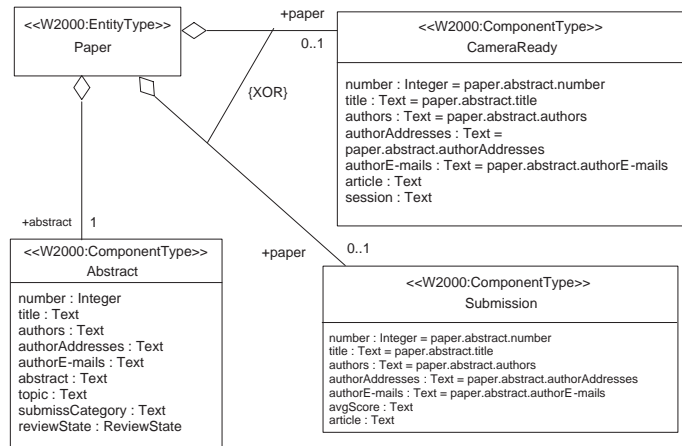 <<W2000:EntityType>>
Paper
+paper
0..1
{XOR}
<<W2000:ComponentType>>
CameraReady
number : Integer = paper.abstract.number
title : Text = paper.abstract.title
authors : Text = paper.abstract.authors
authorAddresses : Text =
paper.abstract.authorAddresses
authorE-mails : Text = paper.abstract.authorE-mails
article : Text
session : Text
+abstract
1
<<W2000:ComponentType>>
Abstract
number : Integer
title : Text
authors : Text
authorAddresses : Text
authorE-mails : Text
abstract : Text
topic : Text
submissCategory : Text
reviewState : ReviewState
+paper
0..1
<<W2000:ComponentType>>
Submission
number : Integer = paper.abstract.number
title : Text = paper.abstract.title
authors : Text = paper.abstract.authors
authorAddresses : Text = paper.abstract.authorAddresses
authorE-mails : Text = paper.abstract.authorE-mails
avgScore : Text
article : Text